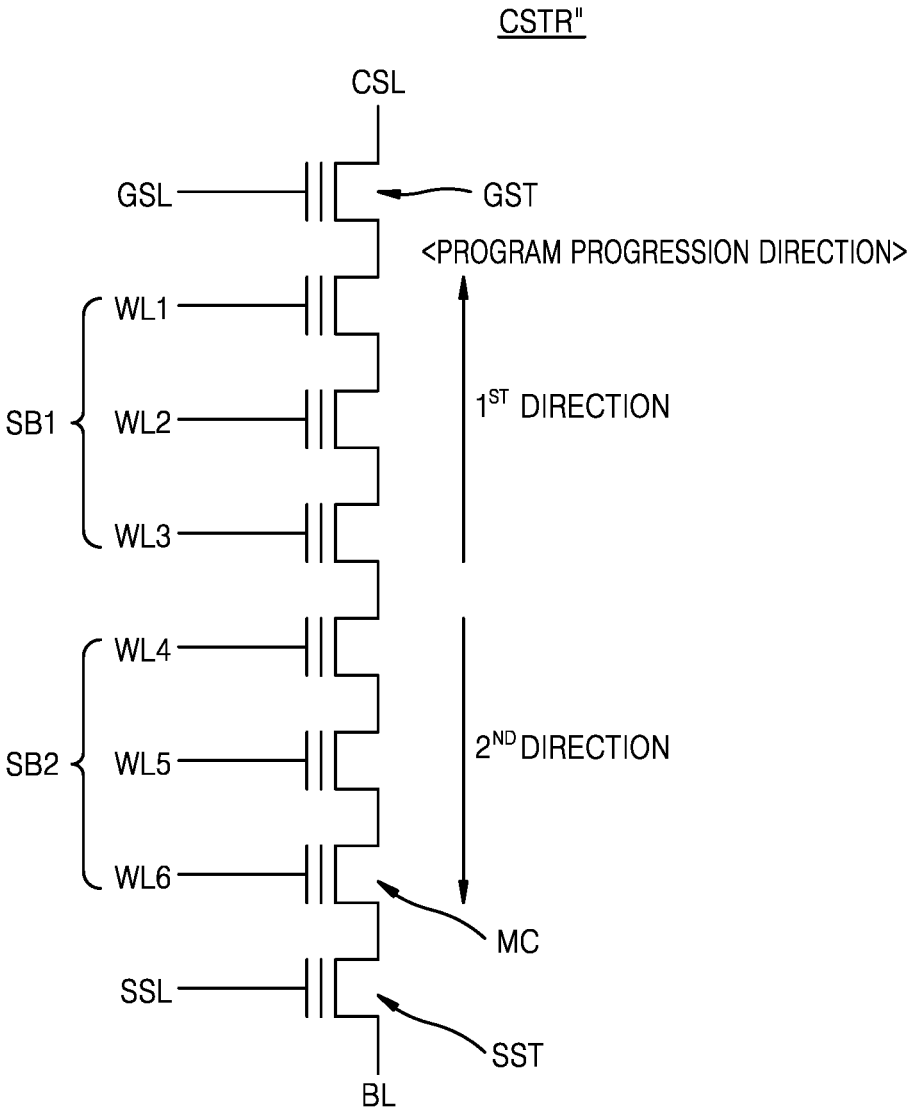 CSTR"
CSL
GSL
GST
<PROGRAM PROGRESSION DIRECTION>
WL1
SB1
WL2
1ST DIRECTION
WL3
WL4
SB2
WL5
2ND DIRECTION
WL6
MC
SSL
SST
BL